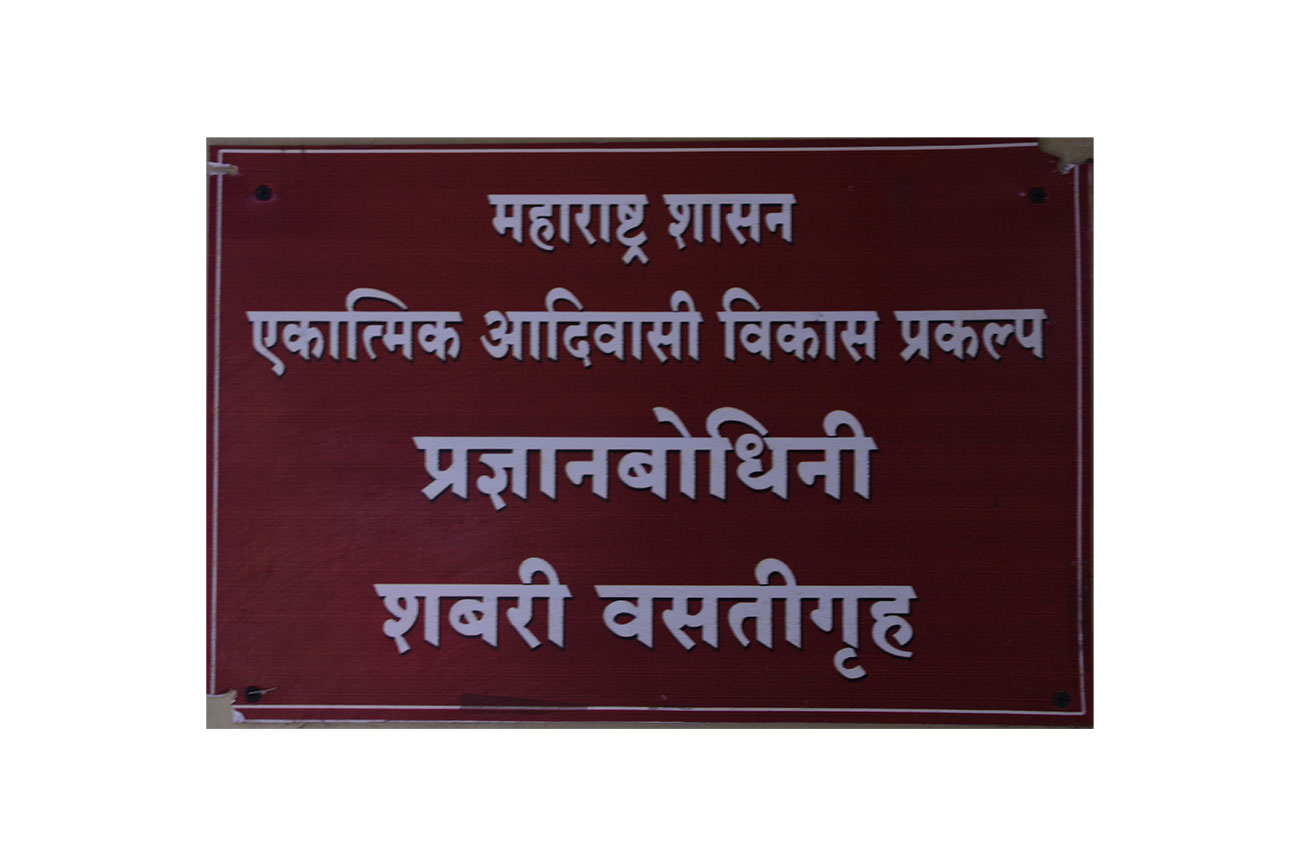 महाराष्ट्र शासन
एकात्मिक आदिवासी विकास प्रकल्प
प्रज्ञानबोधिनी
शबरी वसतीगृह